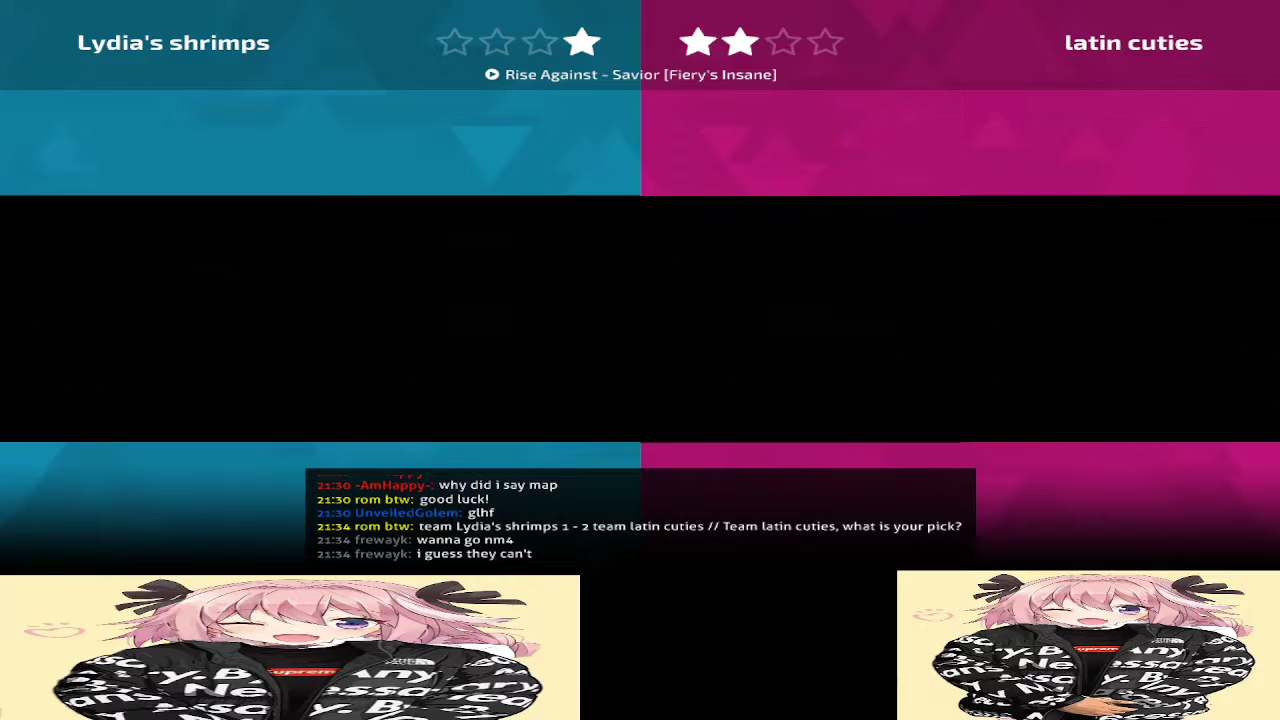 Lydia's shrimps
latin cuties
Rise Against - Savior [Fiery's Insane]
21:30 -AmHappy-: why did i say map
21:30 rom btw: good luck!
21:30 UnveiledGolem: glhf
21:34 rom btw: team Lydia's shrimps 1 - 2 team latin cuties // Team latin cuties, what is your pick?
21:34 frewayk: wanna go nm4
21:34 frewayk: i guess they can't